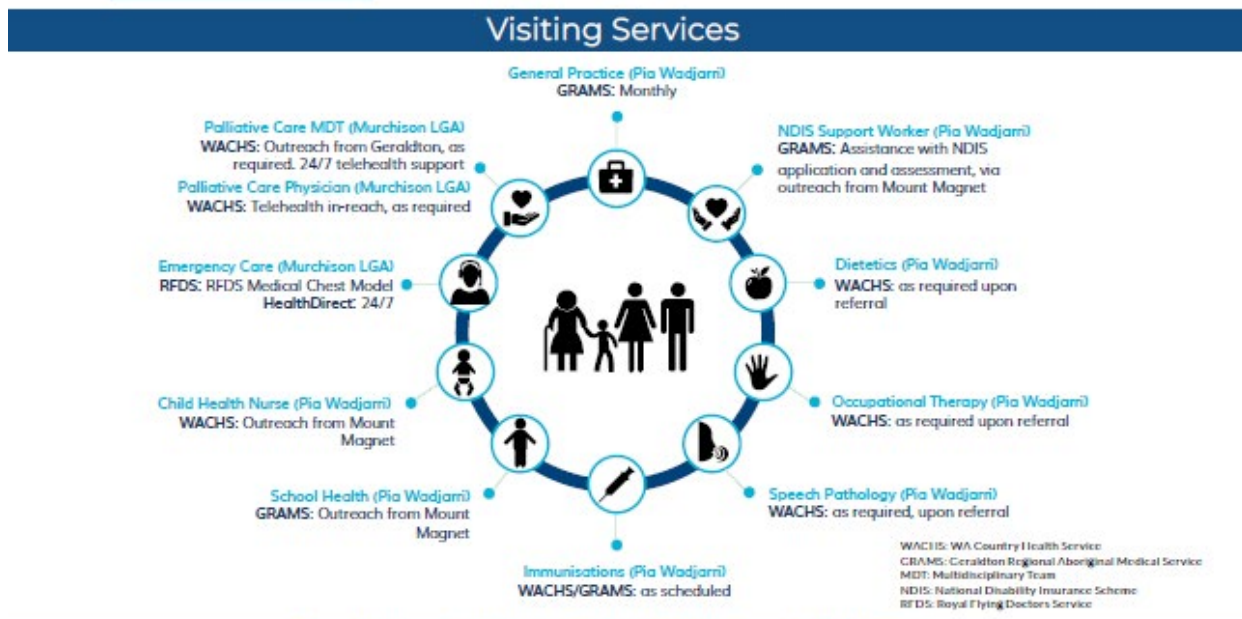 Visiting Services
General Practice (Pia Wadjarri)
GRAMS: Monthly
Palliative Care MDT (Murchison LGA)
WACHS: Outreach from Geraldton, as
required. 24/7 telehealth support
Palliative Care Physician (Murchison LGA)
WACHS: Telehealth in-reach, as required
NDIS Support Worker (Pia Wadjarri)
GRAMS: Assistance with NDIS
application and assessment, via
outreach from Mount Magnet
Emergency Care (Murchison LGA)
RFDS: RFDS Medical Chest Model
HealthDirect: 24/7
Dietetics (Pia Wadjarri)
WACHS: as required upon
referral
Child Health Nurse (Pia Wadjarri)
WACHS: Outreach from Mount
Magnet
Occupational Therapy (Pia Wadjarri)
WACHS: as required upon referral
School Health (Pia Wadjarri)
GRAMS: Outreach from Mount
Magnet
Speech Pathology (Pia Wadjarri)
WACHS: as required, upon referral
Immunisations (Pia Wadjarri)
WACHS/GRAMS: as scheduled
WACHS: WA Country Health Service
GRAMS: Geraldton Regional Aboriginal Medical Service
MDT: Multidisciplinary Team
NDIS: National Disability Insurance Scheme
RFDS: Royal Flying Doctors Service